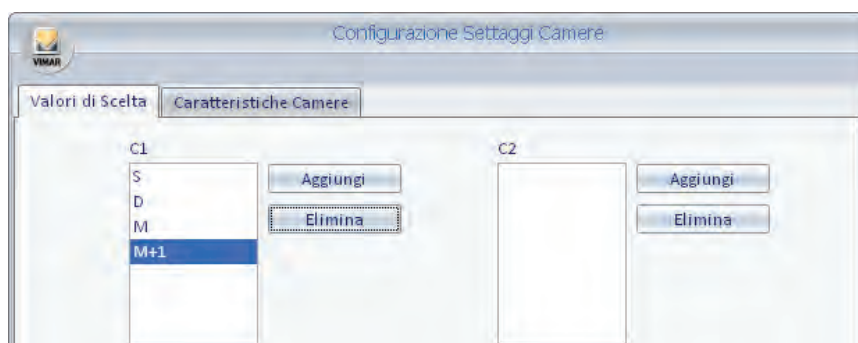 Configurazione Settaggi Camere
VIMAR
Valori di Scelta Caratteristiche Camere
C1 C2
S Aggiungi Aggiungi
D
M Elimina Elimina
M+1